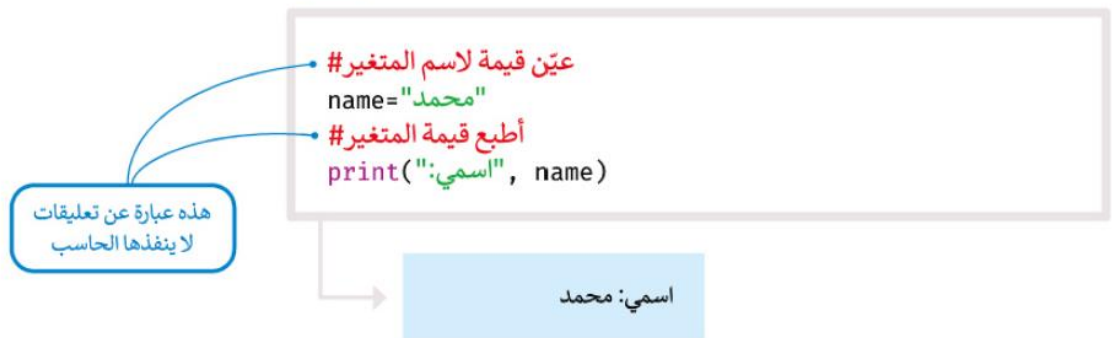 #عيّن قيمة لاسم المتغير
name="محمد"
#أطبع قيمة المتغير
print("اسمي:", name)
هذه عبارة عن تعليقات
لا ينفذها الحاسب
اسمي: محمد